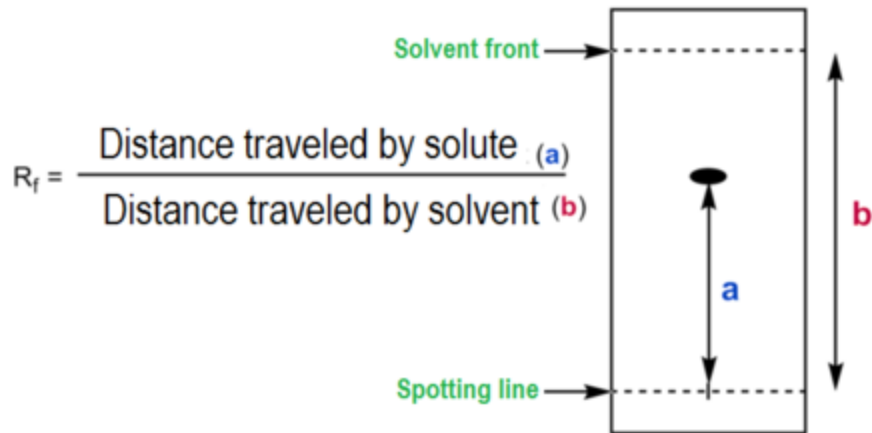 Solvent front
Distance traveled by solute (a)
Rf =
Distance traveled by solvent (b)
b
a
Spotting line